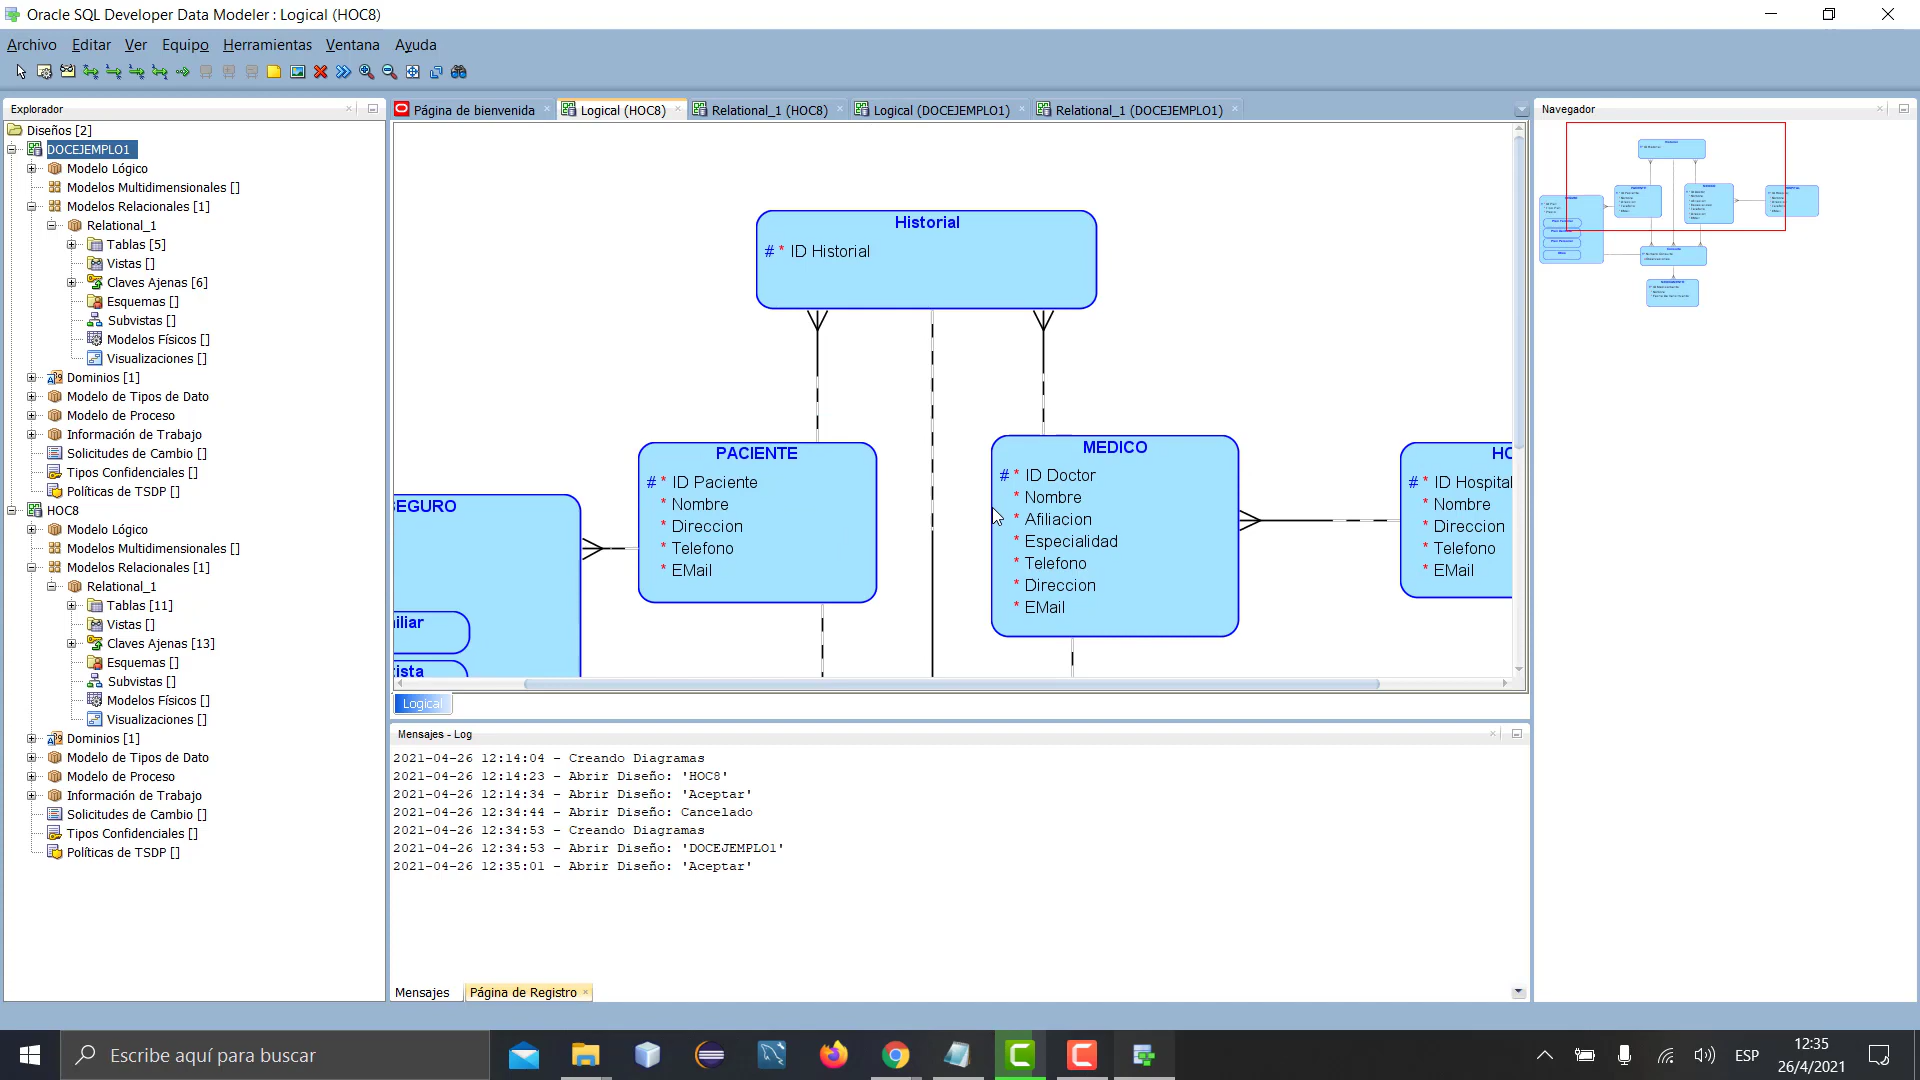 Oracle SQL Developer Data Modeler : Logical (HOC8)
Archivo Editar Ver Equipo Herramientas Ventana Ayuda
Explorador
Diseños [2]
DOCEJEMPLO1
Modelo Lógico
Modelos Multidimensionales []
Modelos Relacionales [1]
Relational_1
Tablas [5]
Vistas []
Claves Ajenas [6]
Esquemas []
Subvistas []
Modelos Físicos []
Visualizaciones []
Dominios [1]
Modelo de Tipos de Dato
Modelo de Proceso
Información de Trabajo
Solicitudes de Cambio []
Tipos Confidenciales []
Políticas de TSDP []
HOC8
Modelo Lógico
Modelos Multidimensionales []
Modelos Relacionales [1]
Relational_1
Tablas [11]
Vistas []
Claves Ajenas [13]
Esquemas []
Subvistas []
Modelos Físicos []
Visualizaciones []
Dominios [1]
Modelo de Tipos de Dato
Modelo de Proceso
Información de Trabajo
Solicitudes de Cambio []
Tipos Confidenciales []
Políticas de TSDP []
Página de bienvenida
Logical (HOC8)
Relational_1 (HOC8)
Logical (DOCEJEMPLO1)
Relational_1 (DOCEJEMPLO1)
Historial
# * ID Historial
PACIENTE
# * ID Paciente
* Nombre
* Direccion
* Telefono
* EMail
MEDICO
# * ID Doctor
* Nombre
* Afiliacion
* Especialidad
* Telefono
* Direccion
* EMail
HO
# * ID Hospital
* Nombre
* Direccion
* Telefono
* EMail
SEGURO
iliar
ista
Logical
Mensajes - Log
2021-04-26 12:14:04 - Creando Diagramas
2021-04-26 12:14:23 - Abrir Diseño: 'HOC8'
2021-04-26 12:14:34 - Abrir Diseño: 'Aceptar'
2021-04-26 12:34:44 - Abrir Diseño: Cancelado
2021-04-26 12:34:53 - Creando Diagramas
2021-04-26 12:34:53 - Abrir Diseño: 'DOCEJEMPLO1'
2021-04-26 12:35:01 - Abrir Diseño: 'Aceptar'
Mensajes
Página de Registro
Navegador
Escribe aquí para buscar
ESP
12:35
26/4/2021